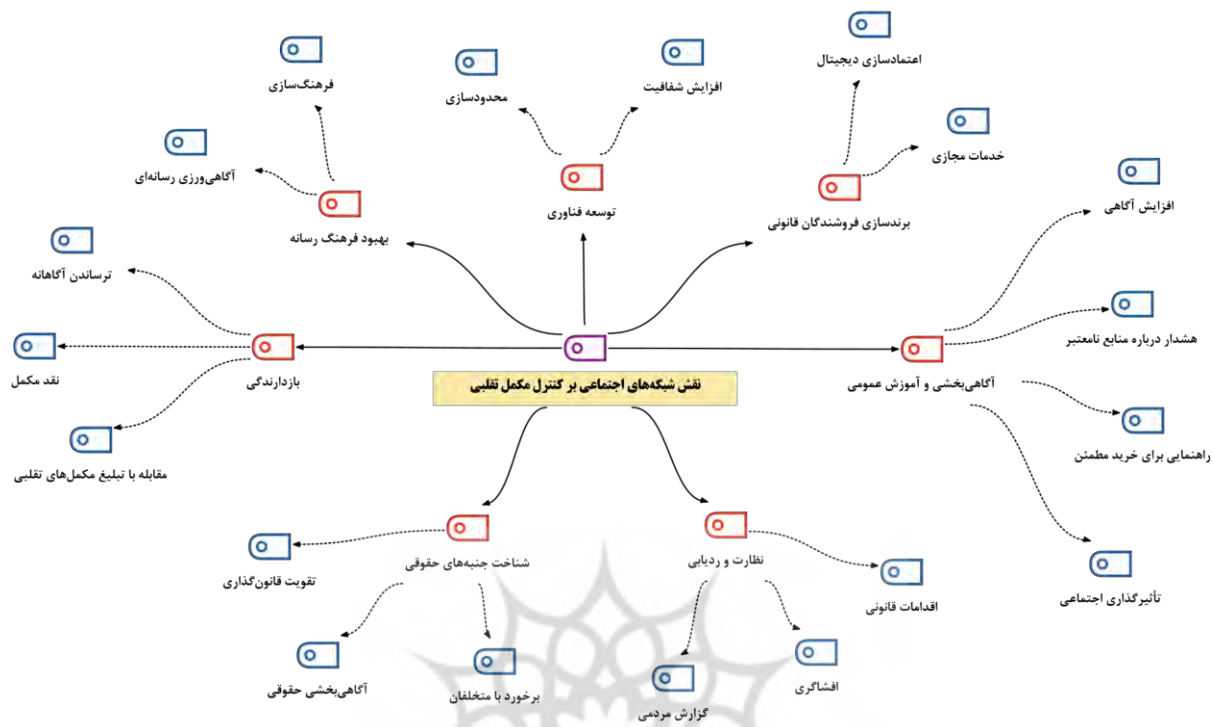 اعتمادسازی دیجیتال
افزایش شفافیت
محدودسازی
فرهنگ‌سازی
خدمات مجازی
آگاهی‌ورزی رسانه‌ای
افزایش آگاهی
برندسازی فروشندگان قانونی
توسعه فناوری
بهبود فرهنگ رسانه
ترساندن آگاهانه
هشدار درباره منابع نامعتبر
نقد مکمل
آگاهی‌بخشی و آموزش عمومی
بازدارندگی
نقش شبکه‌های اجتماعی بر کنترل مکمل تقلبی
راهنمایی برای خرید مطمئن
مقابله با تبلیغ مکمل‌های تقلبی
نظارت و ردیابی
شناخت جنبه‌های حقوقی
تقویت قانون‌گذاری
تأثیرگذاری اجتماعی
اقدامات قانونی
افشاگری
گزارش مردمی
برخورد با متخلفان
آگاهی‌بخشی حقوقی